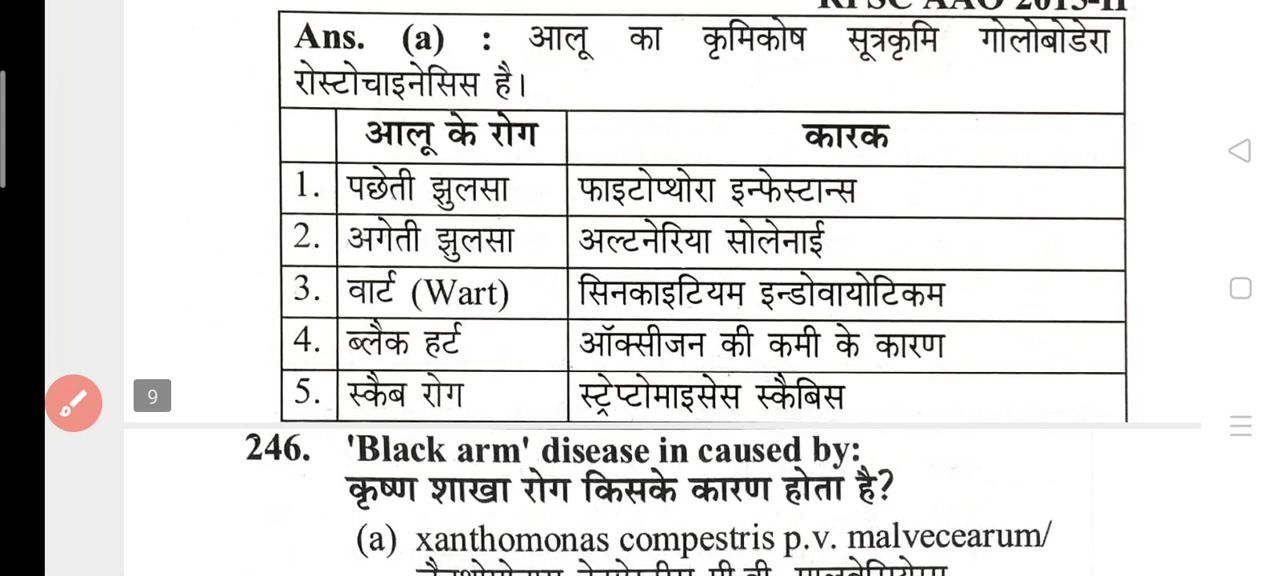 Ans. (a) : आलू का कृमिकोष सूत्रकृमि गोलोबोडेरा
रोस्टोचाइनेसिस है।
आलू के रोग कारक
1. पछेती झुलसा फाइटोप्थोरा इन्फेस्टान्स
2. अगेती झुलसा अल्टनेरिया सोलेनाई
3. वार्ट (Wart) सिनकाइटियम इन्डोवायोटिकम
4. ब्लैक हर्ट ऑक्सीजन की कमी के कारण
5. स्कैब रोग स्ट्रेप्टोमाइसेस स्कैबिस
9
246. 'Black arm' disease in caused by:
कृष्ण शाखा रोग किसके कारण होता है?
(a) xanthomonas compestris p.v. malvecearum/